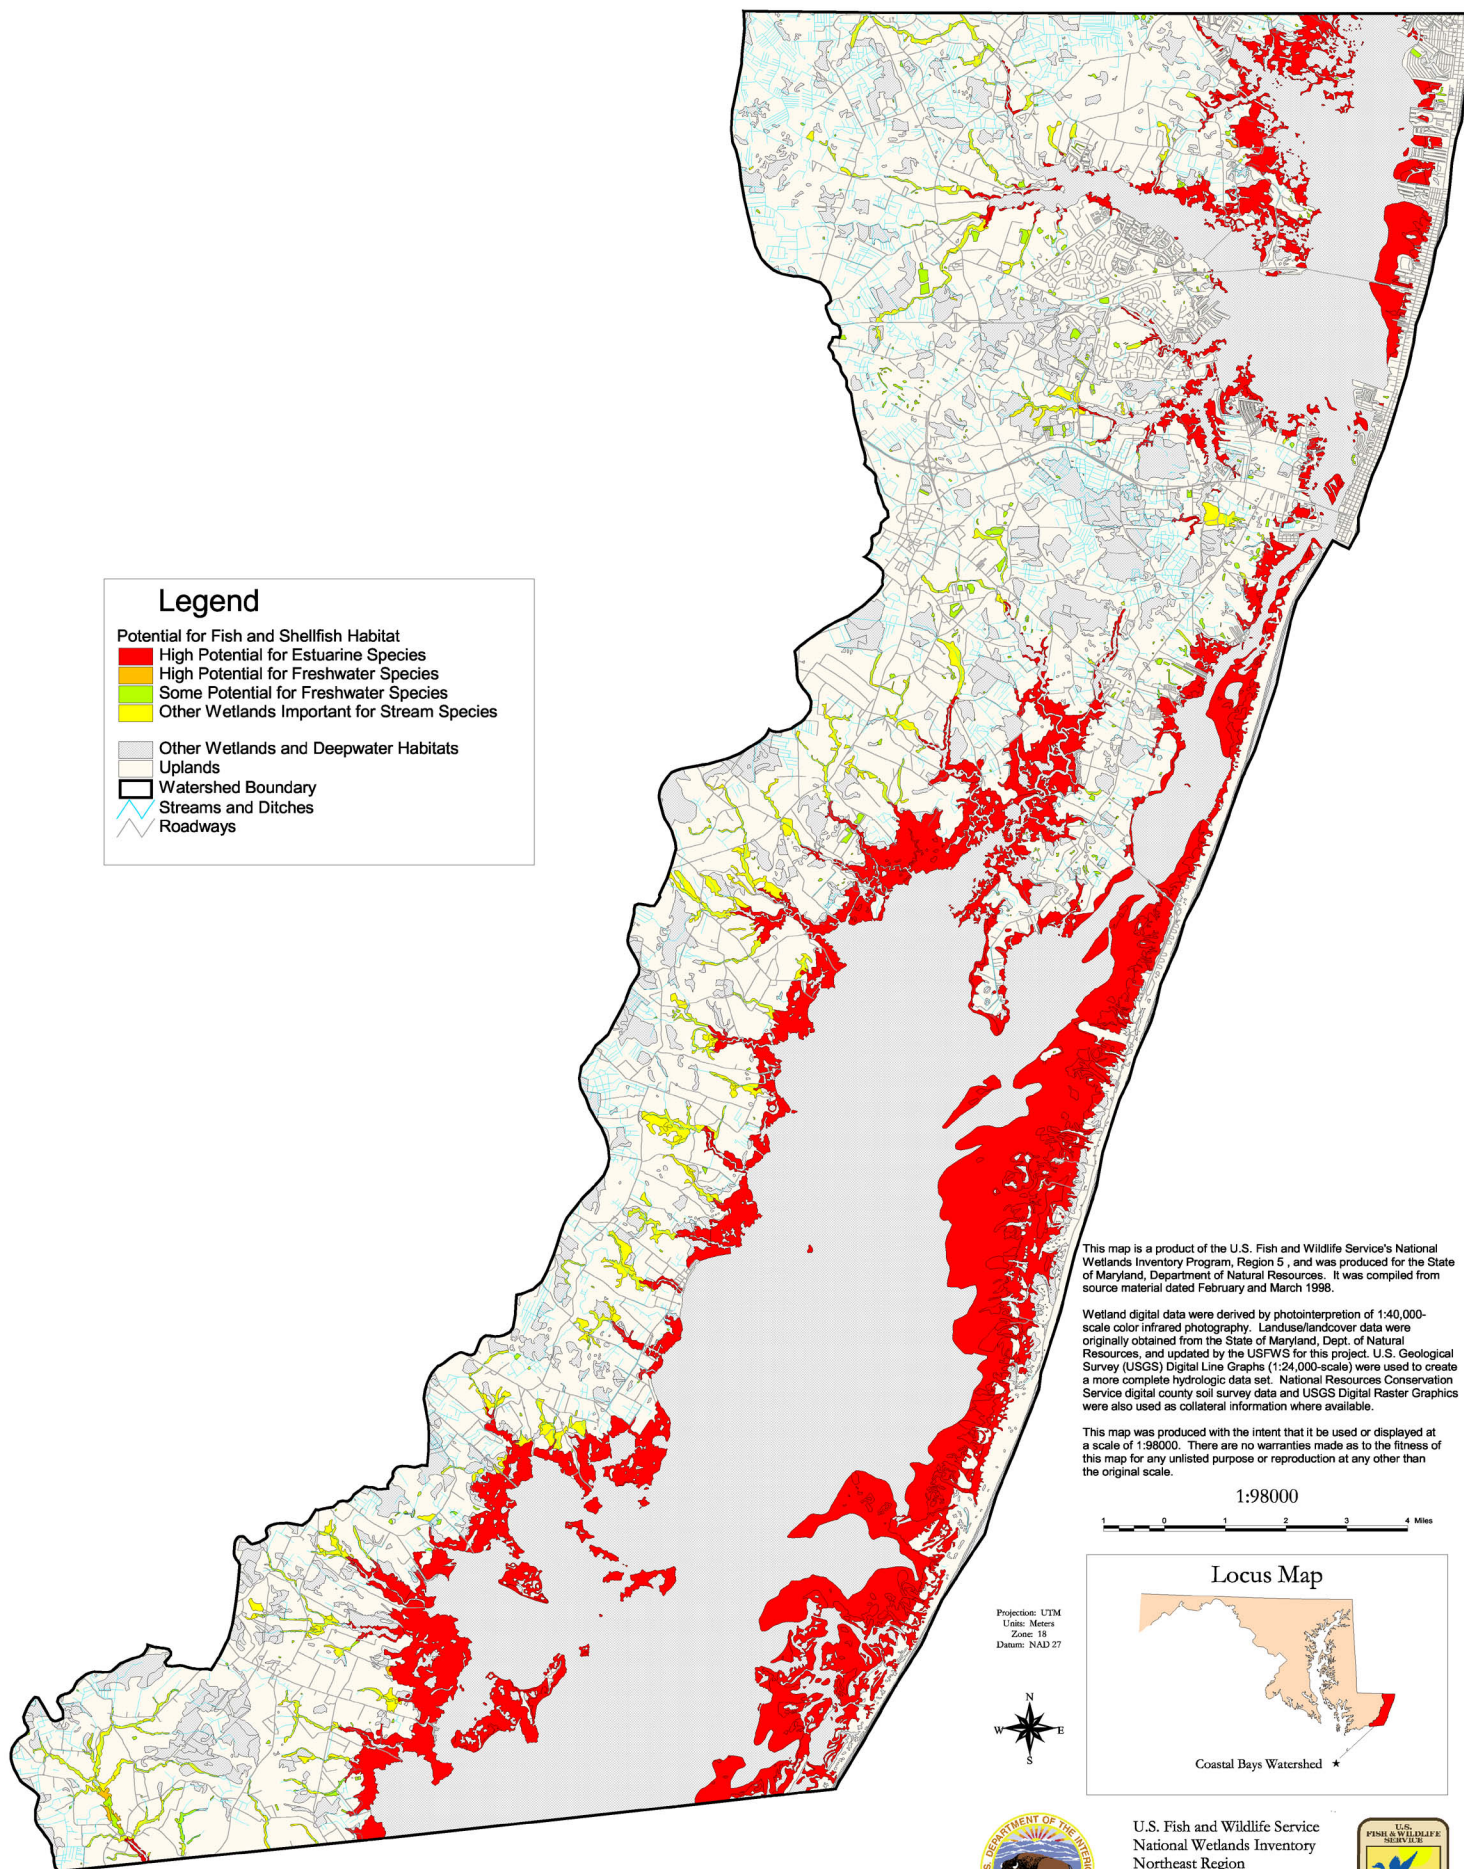 Legend
Potential for Fish and Shellfish Habitat
High Potential for Estuarine Species
High Potential for Freshwater Species
Some Potential for Freshwater Species
Other Wetlands Important for Stream Species
Other Wetlands and Deepwater Habitats
Uplands
Watershed Boundary
Streams and Ditches
Roadways
This map is a product of the U.S. Fish and Wildlife Service's National
Wetlands Inventory Program, Region 5 , and was produced for the State
of Maryland, Department of Natural Resources. It was compiled from
source material dated February and March 1998.
Wetland digital data were derived by photointerpretion of 1:40,000-
scale color infrared photography. Landuse/landcover data were
originally obtained from the State of Maryland, Dept. of Natural
Resources, and updated by the USFWS for this project. U.S. Geological
Survey (USGS) Digital Line Graphs (1:24,000-scale) were used to create
a more complete hydrologic data set. National Resources Conservation
Service digital county soil survey data and USGS Digital Raster Graphics
were also used as collateral information where available.
This map was produced with the intent that it be used or displayed at
a scale of 1:98000. There are no warranties made as to the fitness of
this map for any unlisted purpose or reproduction at any other than
the original scale.
1:98000
1 0 1 2 3 4 Miles
Locus Map
Coastal Bays Watershed
Projection: UTM
Units: Meters
Zone: 18
Datum: NAD 27
N
W E
S
DEPARTMENT OF THE INTERIOR
U.S. Fish and Wildlife Service
National Wetlands Inventory
Northeast Region
U.S.
FISH & WILDLIFE
SERVICE